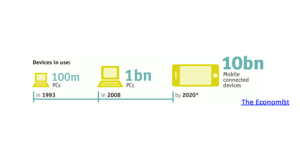 Devices in use:
100m
PCs
in 1993
1bn
PCs
in 2008
10bn
Mobile
connected
devices
by 2020*
The Economist